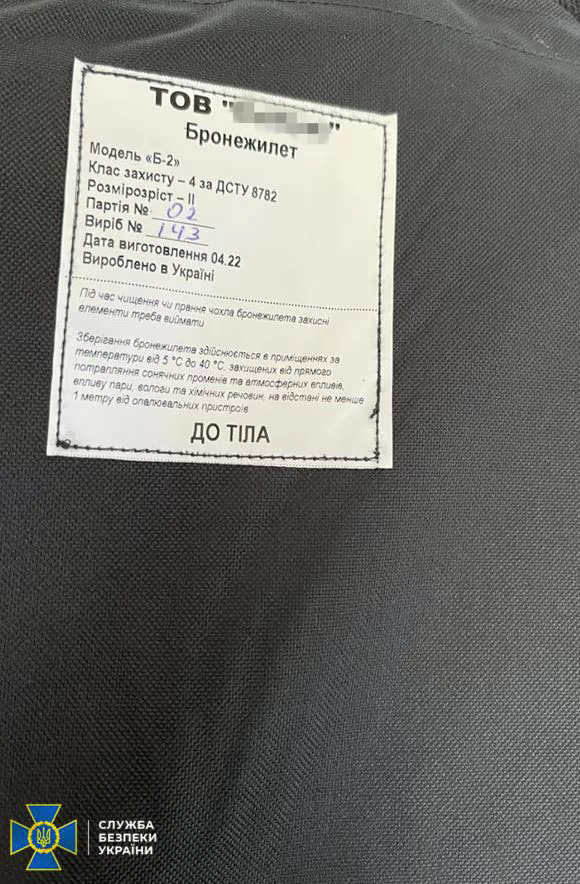 ТОВ "
Бронежилет
Модель «Б-2»
Клас захисту – 4 за ДСТУ 8782
Розмірозріст – II
Партія № 02
Виріб № 143
Дата виготовлення 04.22
Вироблено в Україні
Під час чищення чи прання чохла бронежилета захисні
елементи треба виймати
Зберігання бронежилета здійснюється в приміщеннях за
температури від 5 °С до 40 °С, захищених від прямого
потрапляння сонячних променів та атмосферних впливів,
впливу пари, вологи та хімічних речовин, на відстані не менше
1 метру від опалювальних пристроїв
ДО ТІЛА
СЛУЖБА
БЕЗПЕКИ
УКРАЇНИ